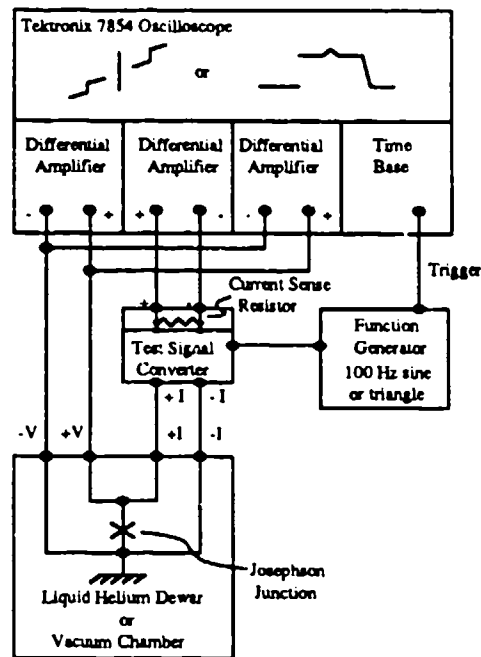 Tektronix 7854 Oscilloscope
or
Differential
Amplifier
Differential
Amplifier
Differential
Amplifier
Time
Base
- +
+ -
- +
Trigger
Current Sense
Resistor
Test Signal
Converter
Function
Generator
100 Hz sine
or triangle
+I -I
-V +V +I -I
Josephson
Junction
Liquid Helium Dewar
or
Vacuum Chamber